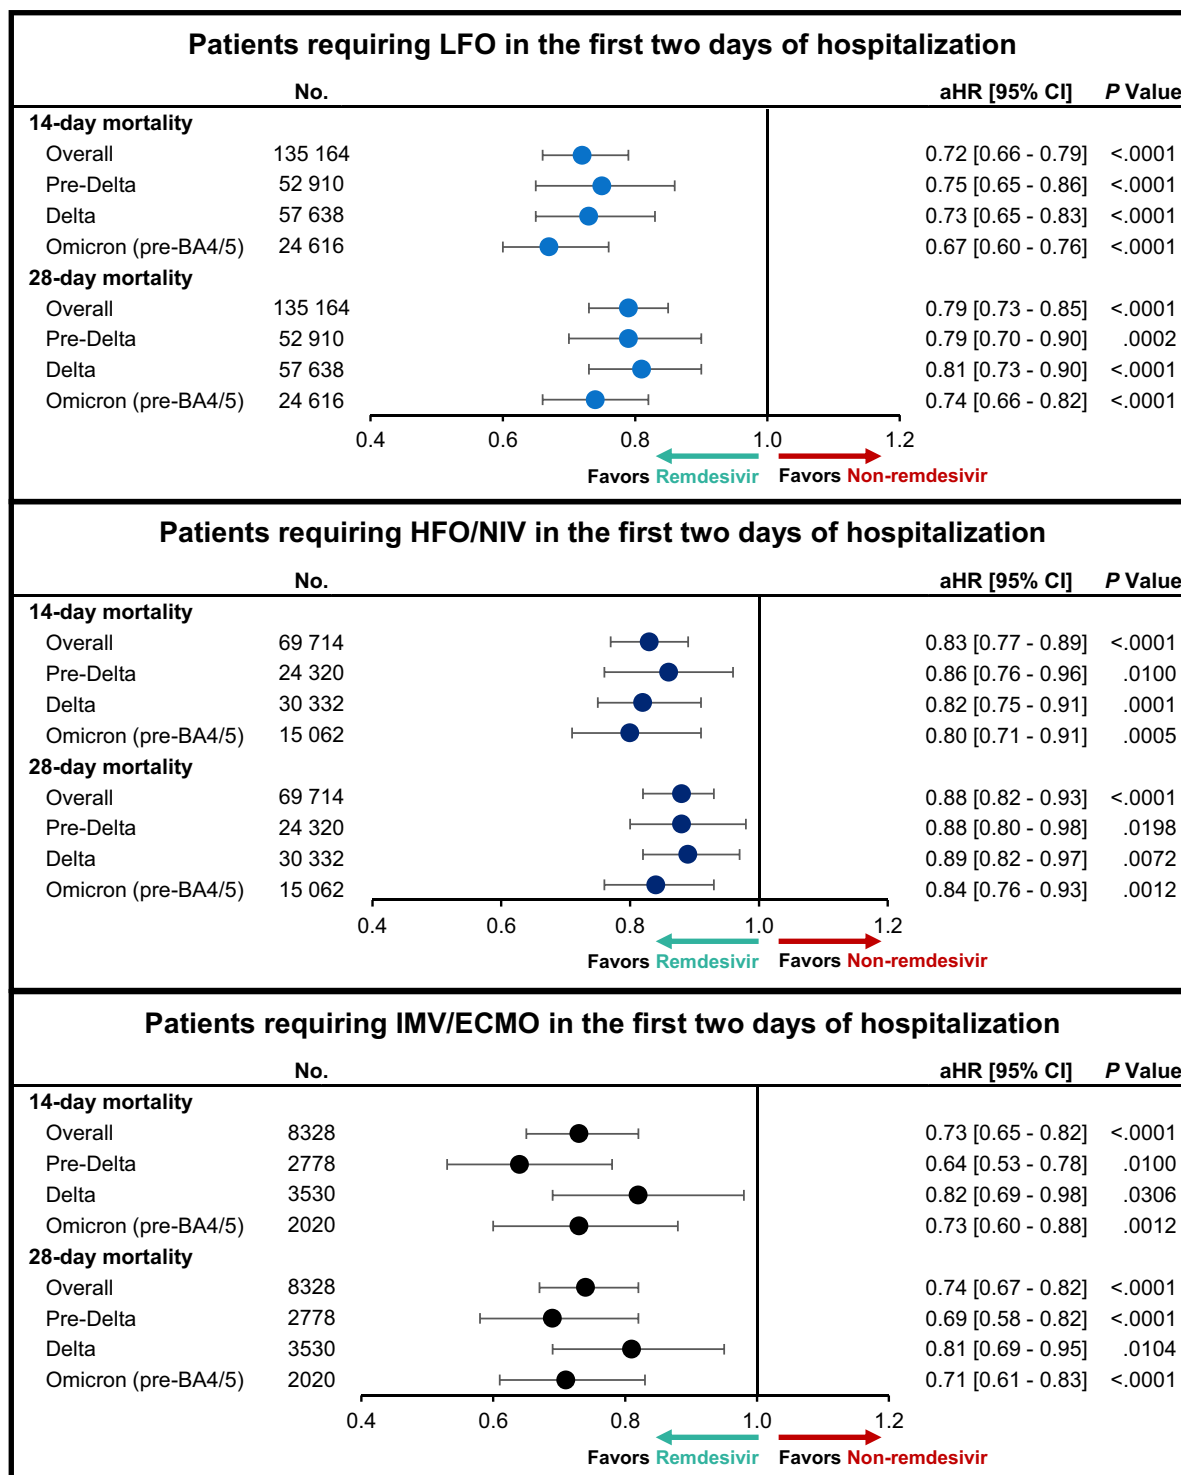 Patients requiring LFO in the first two days of hospitalization
No. aHR [95% CI] P Value
14-day mortality
Overall 135 164 0.72 [0.66 - 0.79] <.0001
Pre-Delta 52 910 0.75 [0.65 - 0.86] <.0001
Delta 57 638 0.73 [0.65 - 0.83] <.0001
Omicron (pre-BA4/5) 24 616 0.67 [0.60 - 0.76] <.0001
28-day mortality
Overall 135 164 0.79 [0.73 - 0.85] <.0001
Pre-Delta 52 910 0.79 [0.70 - 0.90] .0002
Delta 57 638 0.81 [0.73 - 0.90] <.0001
Omicron (pre-BA4/5) 24 616 0.74 [0.66 - 0.82] <.0001
0.4 0.6 0.8 1.0 1.2
Favors Remdesivir Favors Non-remdesivir
Patients requiring HFO/NIV in the first two days of hospitalization
No. aHR [95% CI] P Value
14-day mortality
Overall 69 714 0.83 [0.77 - 0.89] <.0001
Pre-Delta 24 320 0.86 [0.76 - 0.96] .0100
Delta 30 332 0.82 [0.75 - 0.91] .0001
Omicron (pre-BA4/5) 15 062 0.80 [0.71 - 0.91] .0005
28-day mortality
Overall 69 714 0.88 [0.82 - 0.93] <.0001
Pre-Delta 24 320 0.88 [0.80 - 0.98] .0198
Delta 30 332 0.89 [0.82 - 0.97] .0072
Omicron (pre-BA4/5) 15 062 0.84 [0.76 - 0.93] .0012
0.4 0.6 0.8 1.0 1.2
Favors Remdesivir Favors Non-remdesivir
Patients requiring IMV/ECMO in the first two days of hospitalization
No. aHR [95% CI] P Value
14-day mortality
Overall 8328 0.73 [0.65 - 0.82] <.0001
Pre-Delta 2778 0.64 [0.53 - 0.78] .0100
Delta 3530 0.82 [0.69 - 0.98] .0306
Omicron (pre-BA4/5) 2020 0.73 [0.60 - 0.88] .0012
28-day mortality
Overall 8328 0.74 [0.67 - 0.82] <.0001
Pre-Delta 2778 0.69 [0.58 - 0.82] <.0001
Delta 3530 0.81 [0.69 - 0.95] .0104
Omicron (pre-BA4/5) 2020 0.71 [0.61 - 0.83] <.0001
0.4 0.6 0.8 1.0 1.2
Favors Remdesivir Favors Non-remdesivir